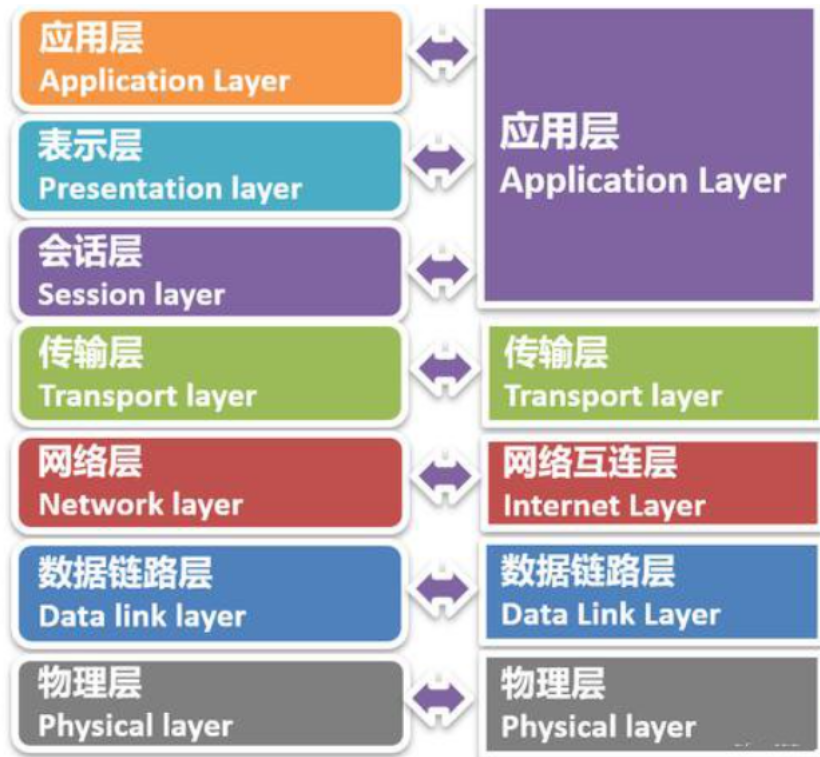 应用层
Application Layer
表示层
Presentation layer
会话层
Session layer
应用层
Application Layer
传输层
Transport layer
传输层
Transport layer
网络层
Network layer
网络互连层
Internet Layer
数据链路层
Data link layer
数据链路层
Data Link Layer
物理层
Physical layer
物理层
Physical layer